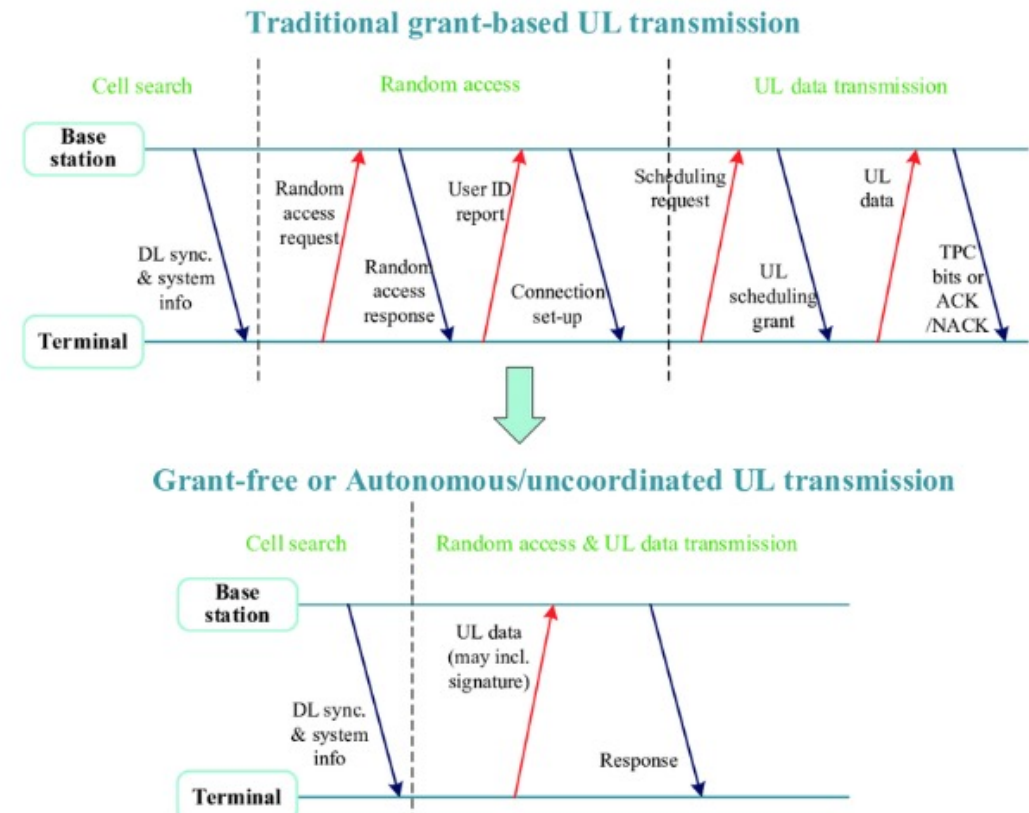 Traditional grant-based UL transmission
Cell search
Random access
UL data transmission
Base
station
Random
access
request
User ID
report
Scheduling
request
UL
data
DL sync.
& system
info
Random
access
response
Connection
set-up
UL
scheduling
grant
TPC
bits or
ACK
/NACK
Terminal
Grant-free or Autonomous/uncoordinated UL transmission
Cell search
Random access & UL data transmission
Base
station
UL data
(may incl.
signature)
DL sync.
& system
info
Response
Terminal